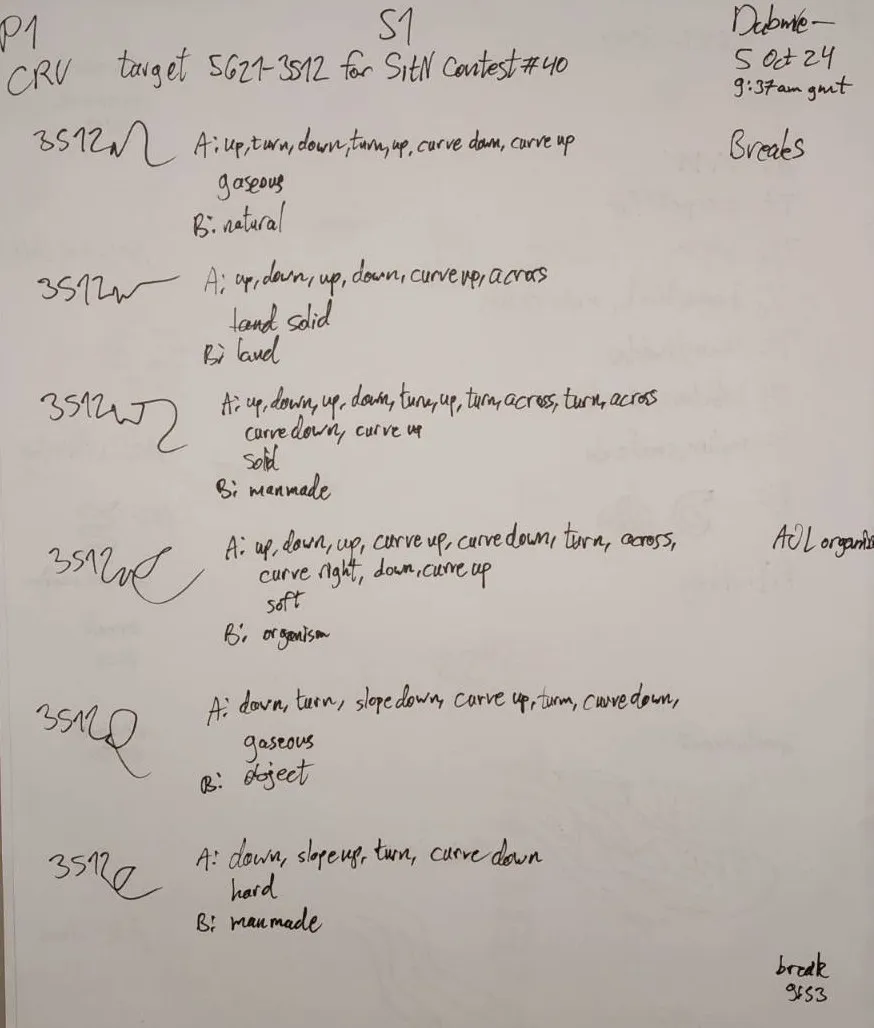 P1 S1 Dabmre—
CRV target 5621-3512 for SitN Contest #40 5 Oct 24
9:37am gmt
Breaks
3512 A: up, turn, down, turn, up, curve down, curve up
gaseous
B: natural
3512 A: up, down, up, down, curve up, across
solid
B: land
3512 A: up, down, up, down, turn, up, turn, across, turn, across
curve down, curve up
solid
B: manmade
3512 A: up, down, up, curve up, curve down, turn, across, AOL organis
curve right, down, curve up
soft
B: organism
3512 A: down, turn, slope down, curve up, turn, curve down,
gaseous
B: object
3512 A: down, slope up, turn, curve down
hard
B: manmade
break
9:53